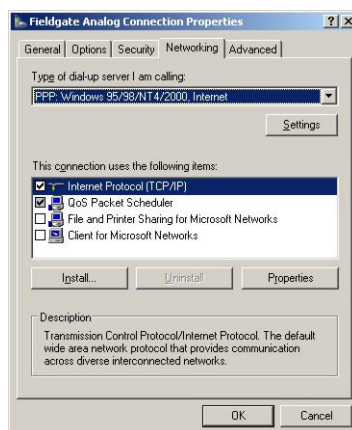 Fieldgate Analog Connection Properties
General Options Security Networking Advanced
Type of dial-up server I am calling:
PPP: Windows 95/98/NT4/2000, Internet
Settings
This connection uses the following items:
Internet Protocol (TCP/IP)
QoS Packet Scheduler
File and Printer Sharing for Microsoft Networks
Client for Microsoft Networks
Install... Uninstall Properties
Description
Transmission Control Protocol/Internet Protocol. The default
wide area network protocol that provides communication
across diverse interconnected networks.
OK Cancel